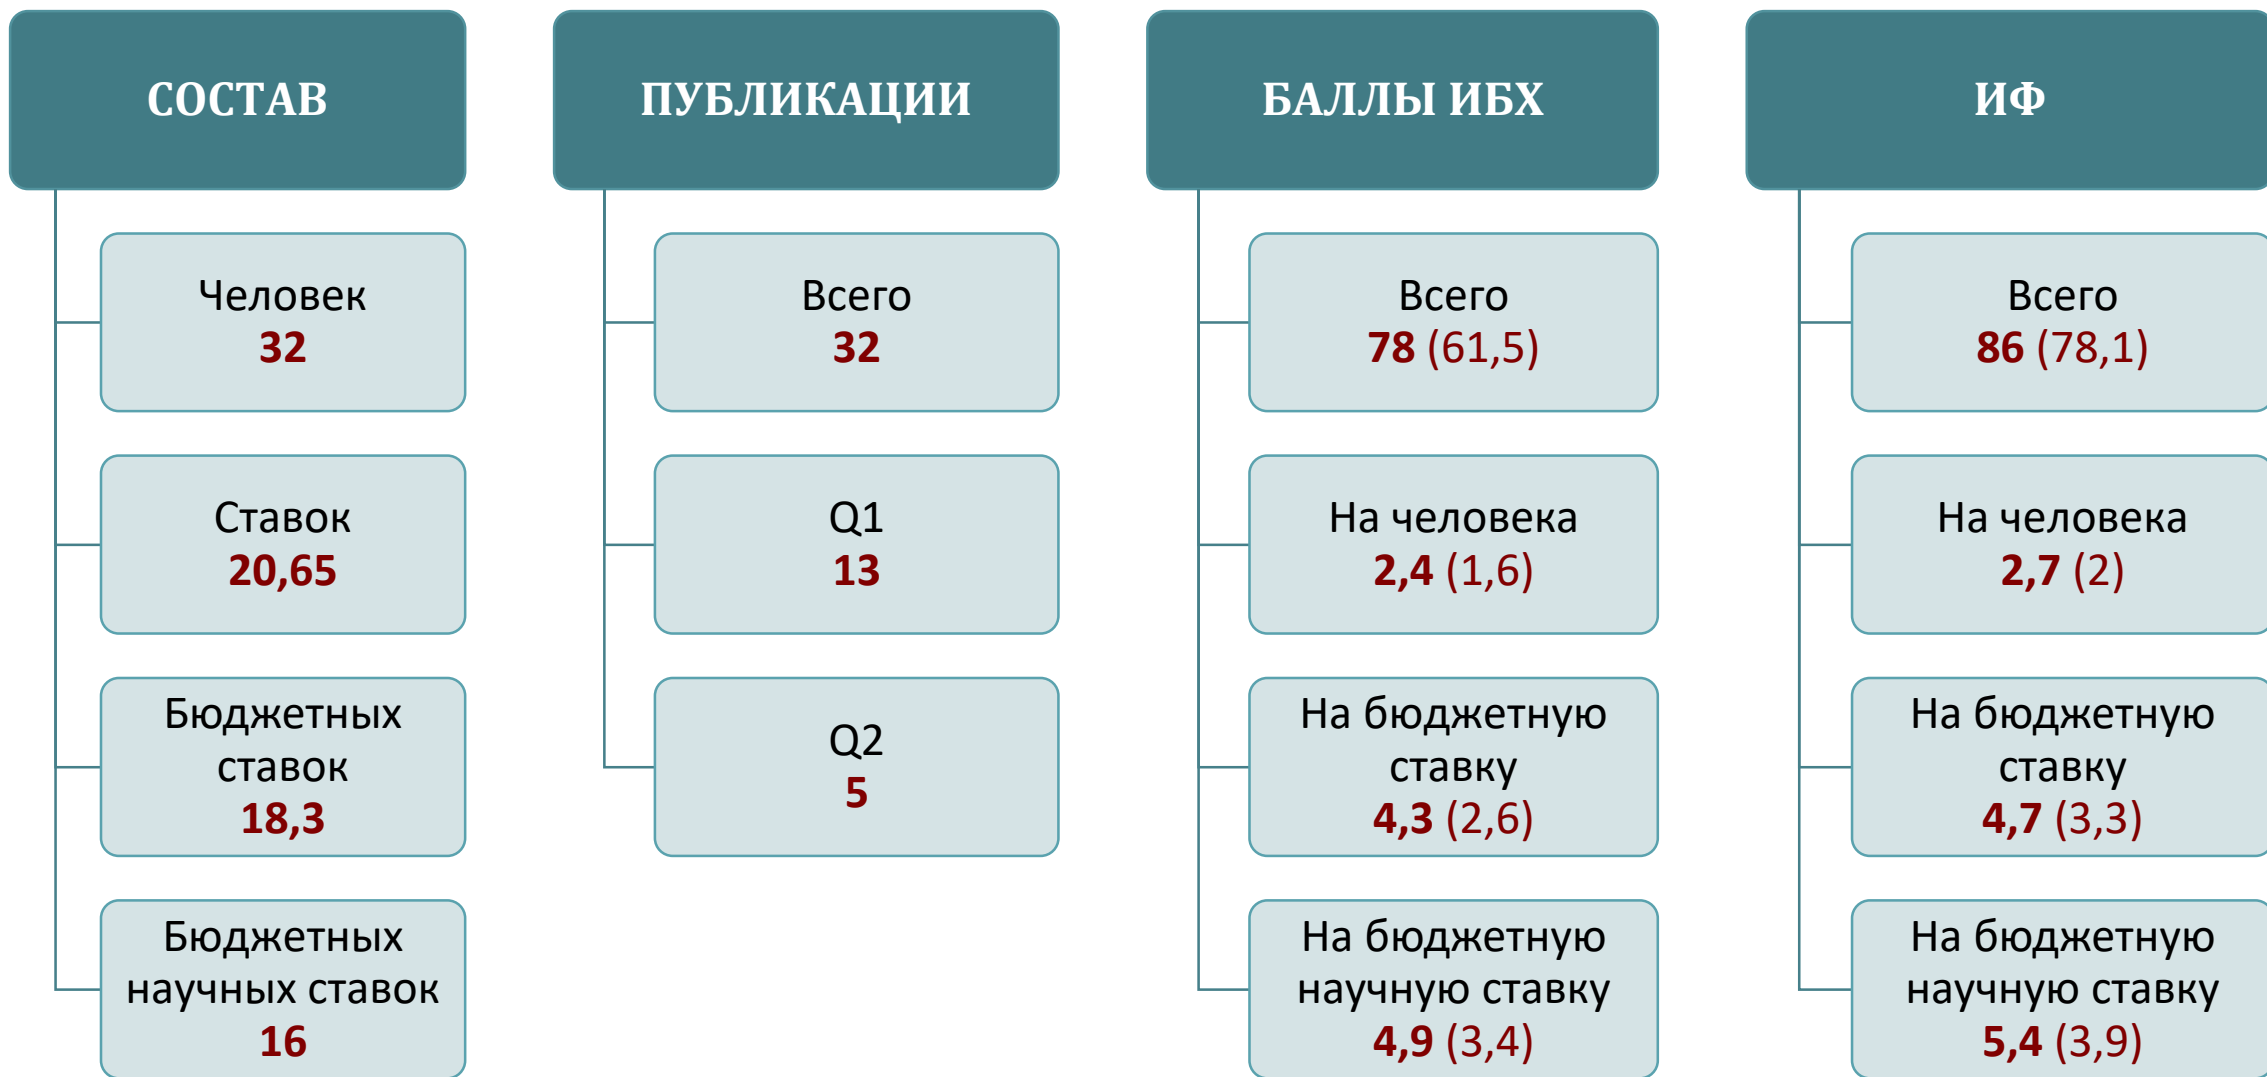 СОСТАВ
Человек
32
Ставок
20,65
Бюджетных
ставок
18,3
Бюджетных
научных ставок
16
ПУБЛИКАЦИИ
Всего
32
Q1
13
Q2
5
БАЛЛЫ ИБХ
Всего
78 (61,5)
На человека
2,4 (1,6)
На бюджетную
ставку
4,3 (2,6)
На бюджетную
научную ставку
4,9 (3,4)
ИФ
Всего
86 (78,1)
На человека
2,7 (2)
На бюджетную
ставку
4,7 (3,3)
На бюджетную
научную ставку
5,4 (3,9)